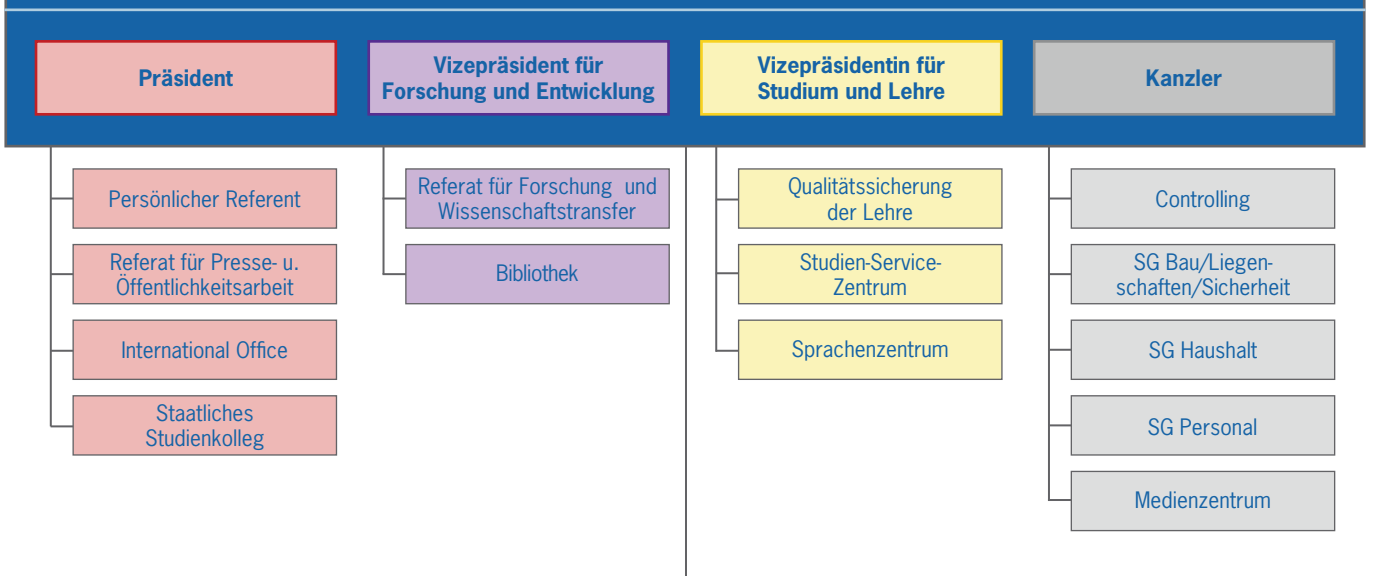 Präsident
Vizepräsident für
Forschung und Entwicklung
Vizepräsidentin für
Studium und Lehre
Kanzler
Persönlicher Referent
Referat für Presse- u.
Öffentlichkeitsarbeit
International Office
Staatliches
Studienkolleg
Referat für Forschung und
Wissenschaftstransfer
Bibliothek
Qualitätssicherung
der Lehre
Studien-Service-
Zentrum
Sprachenzentrum
Controlling
SG Bau/Liegen-
schaften/Sicherheit
SG Haushalt
SG Personal
Medienzentrum